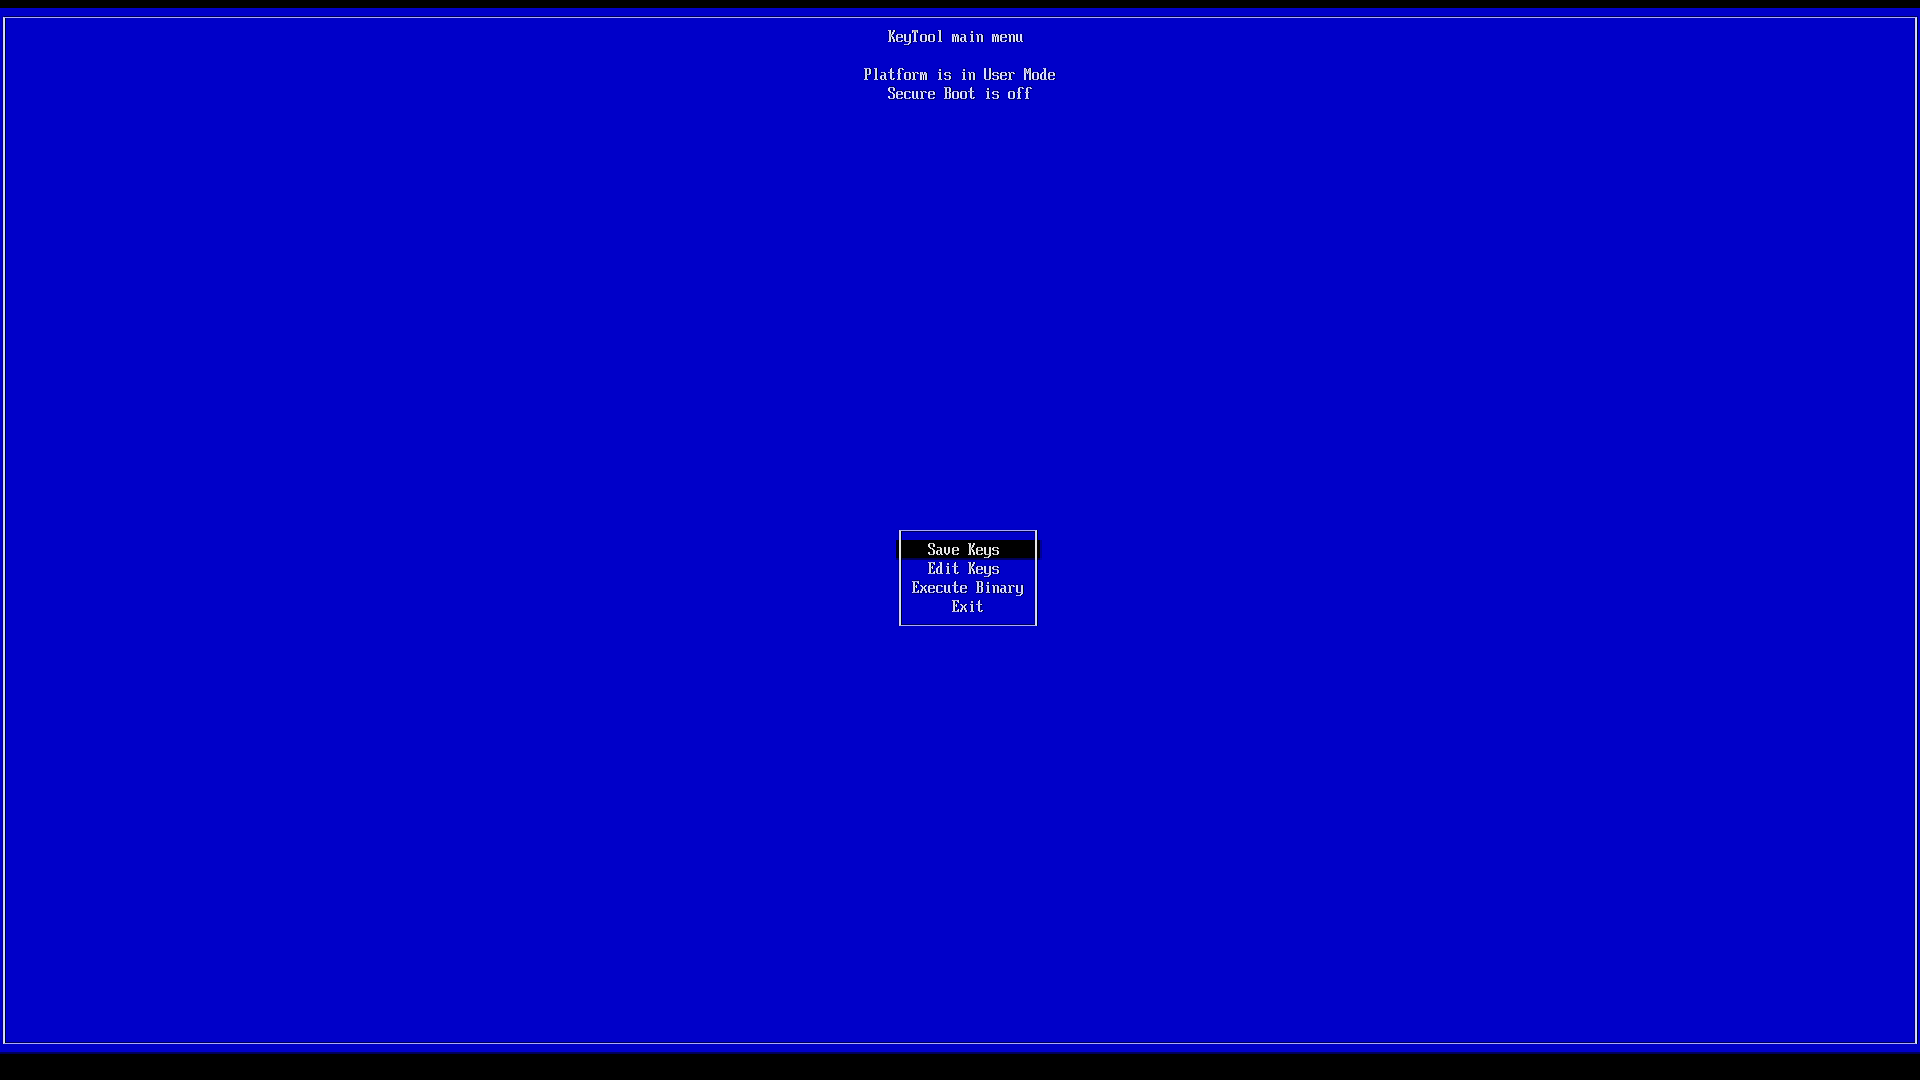 KeyTool main menu
Platform is in User Mode
Secure Boot is off
Save Keys
Edit Keys
Execute Binary
Exit